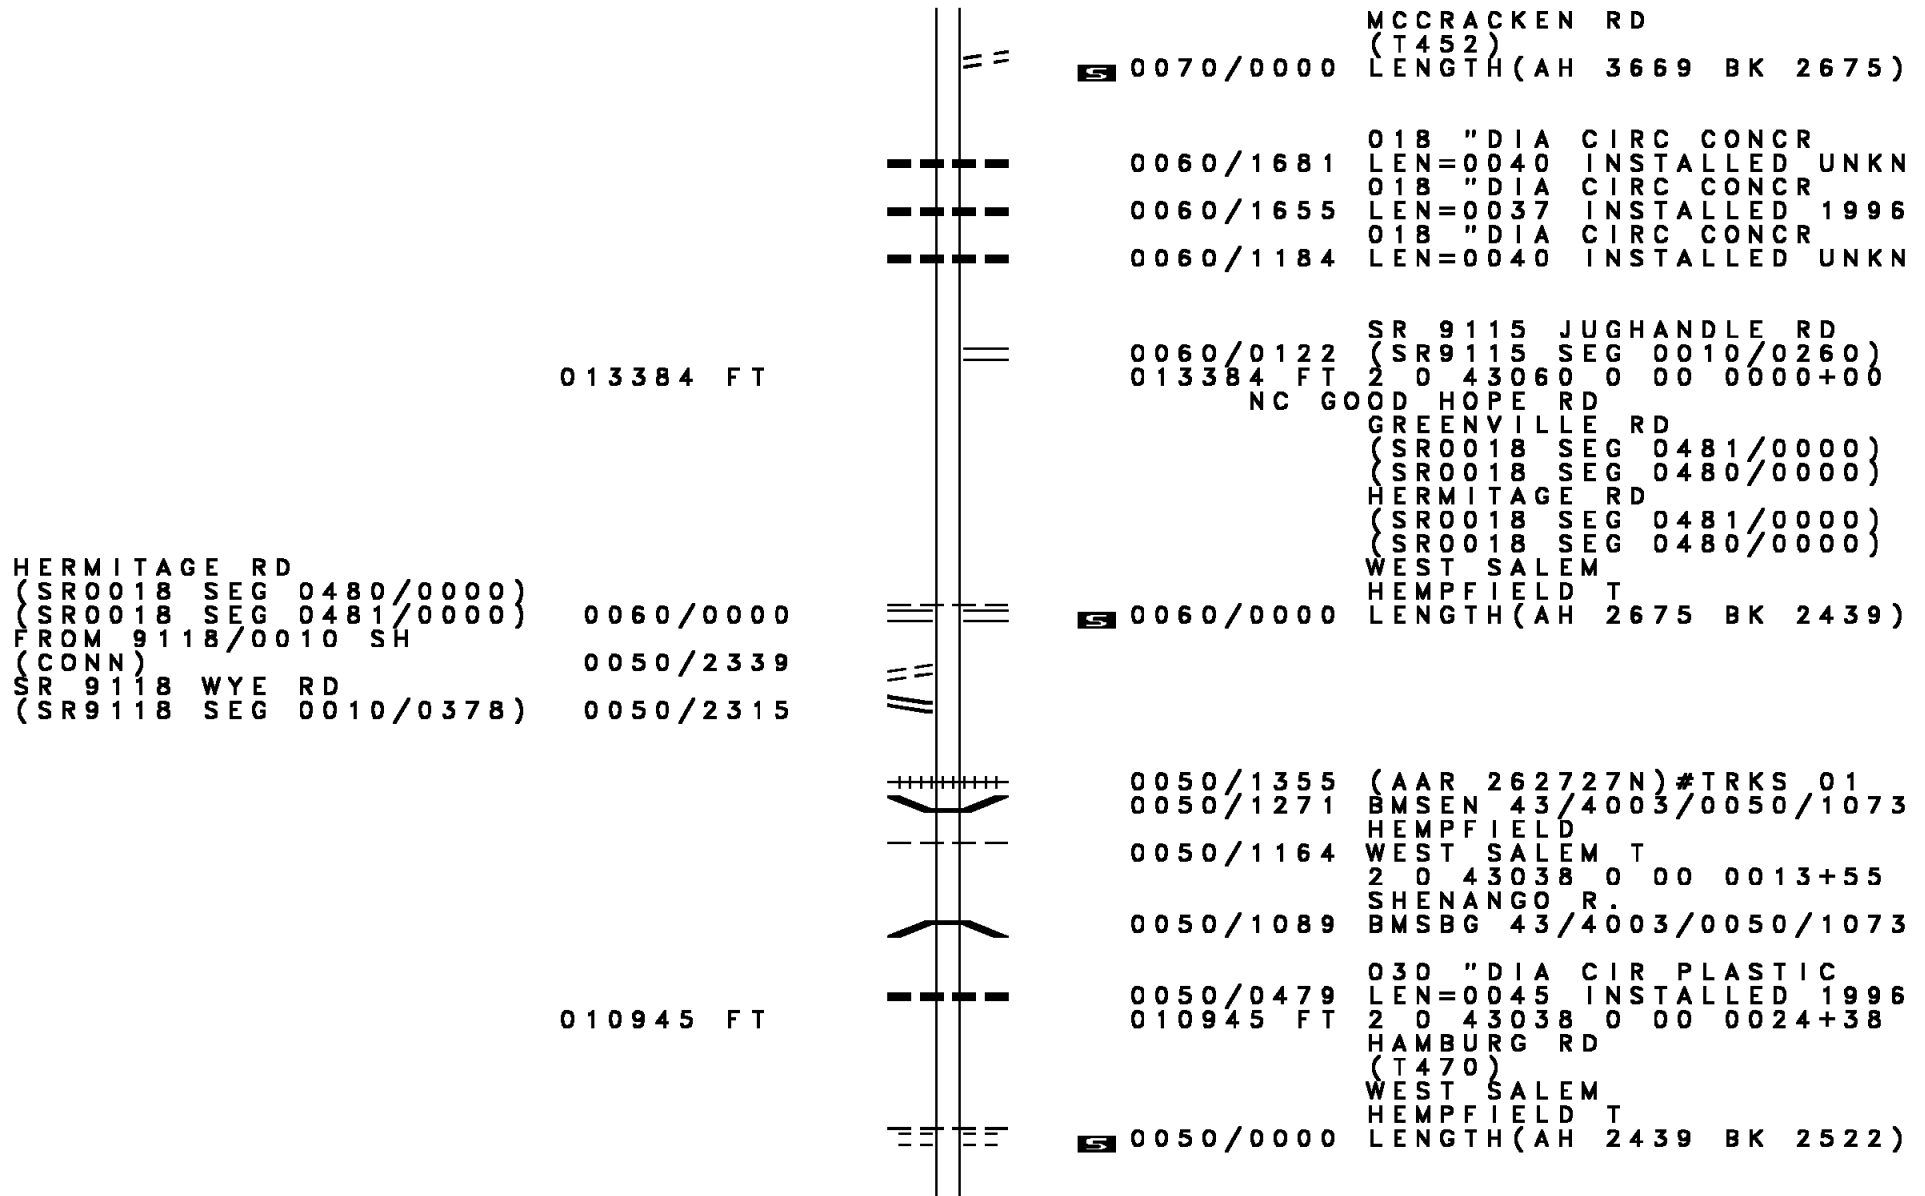 MCCRACKEN RD
(T452)
S 0070/0000 LENGTH(AH 3669 BK 2675)
018 "DIA CIRC CONCR
0060/1681 LEN=0040 INSTALLED UNKN
018 "DIA CIRC CONCR
0060/1655 LEN=0037 INSTALLED 1996
018 "DIA CIRC CONCR
0060/1184 LEN=0040 INSTALLED UNKN
SR 9115 JUGHANDLE RD
0060/0122 (SR9115 SEG 0010/0260)
013384 FT 013384 FT 2 0 43060 0 00 0000+00
NC GOOD HOPE RD
GREENVILLE RD
(SR0018 SEG 0481/0000)
(SR0018 SEG 0480/0000)
HERMITAGE RD
(SR0018 SEG 0481/0000)
(SR0018 SEG 0480/0000)
HERMITAGE RD WEST SALEM
(SR0018 SEG 0480/0000) HEMPFIELD T
(SR0018 SEG 0481/0000) 0060/0000 S 0060/0000 LENGTH(AH 2675 BK 2439)
FROM 9118/0010 SH
(CONN) 0050/2339
SR 9118 WYE RD
(SR9118 SEG 0010/0378) 0050/2315
0050/1355 (AAR 262727N)#TRKS 01
0050/1271 BMSEN 43/4003/0050/1073
HEMPFIELD
0050/1164 WEST SALEM T
2 0 43038 0 00 0013+55
SHENANGO R.
0050/1089 BMSBG 43/4003/0050/1073
030 "DIA CIR PLASTIC
0050/0479 LEN=0045 INSTALLED 1996
010945 FT 010945 FT 2 0 43038 0 00 0024+38
HAMBURG RD
(T470)
WEST SALEM
HEMPFIELD T
S 0050/0000 LENGTH(AH 2439 BK 2522)